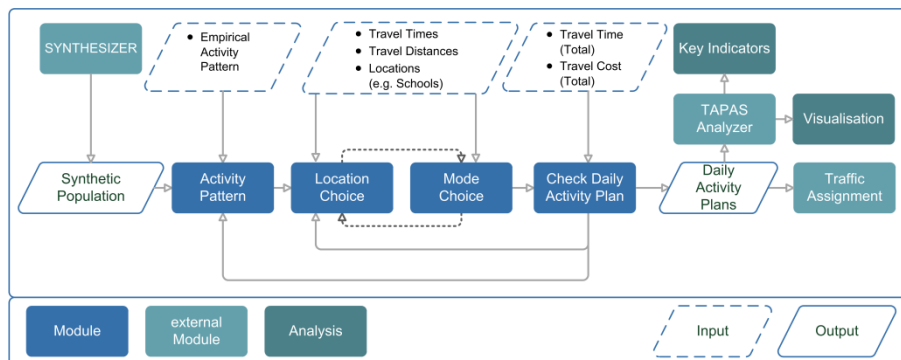 SYNTHESIZER
• Empirical
Activity
Pattern
• Travel Times
• Travel Distances
• Locations
(e.g. Schools)
• Travel Time
(Total)
• Travel Cost
(Total)
Key Indicators
TAPAS
Analyzer
Visualisation
Synthetic
Population
Activity
Pattern
Location
Choice
Mode
Choice
Check Daily
Activity Plan
Daily
Activity
Plans
Traffic
Assignment
Module
external
Module
Analysis
Input
Output